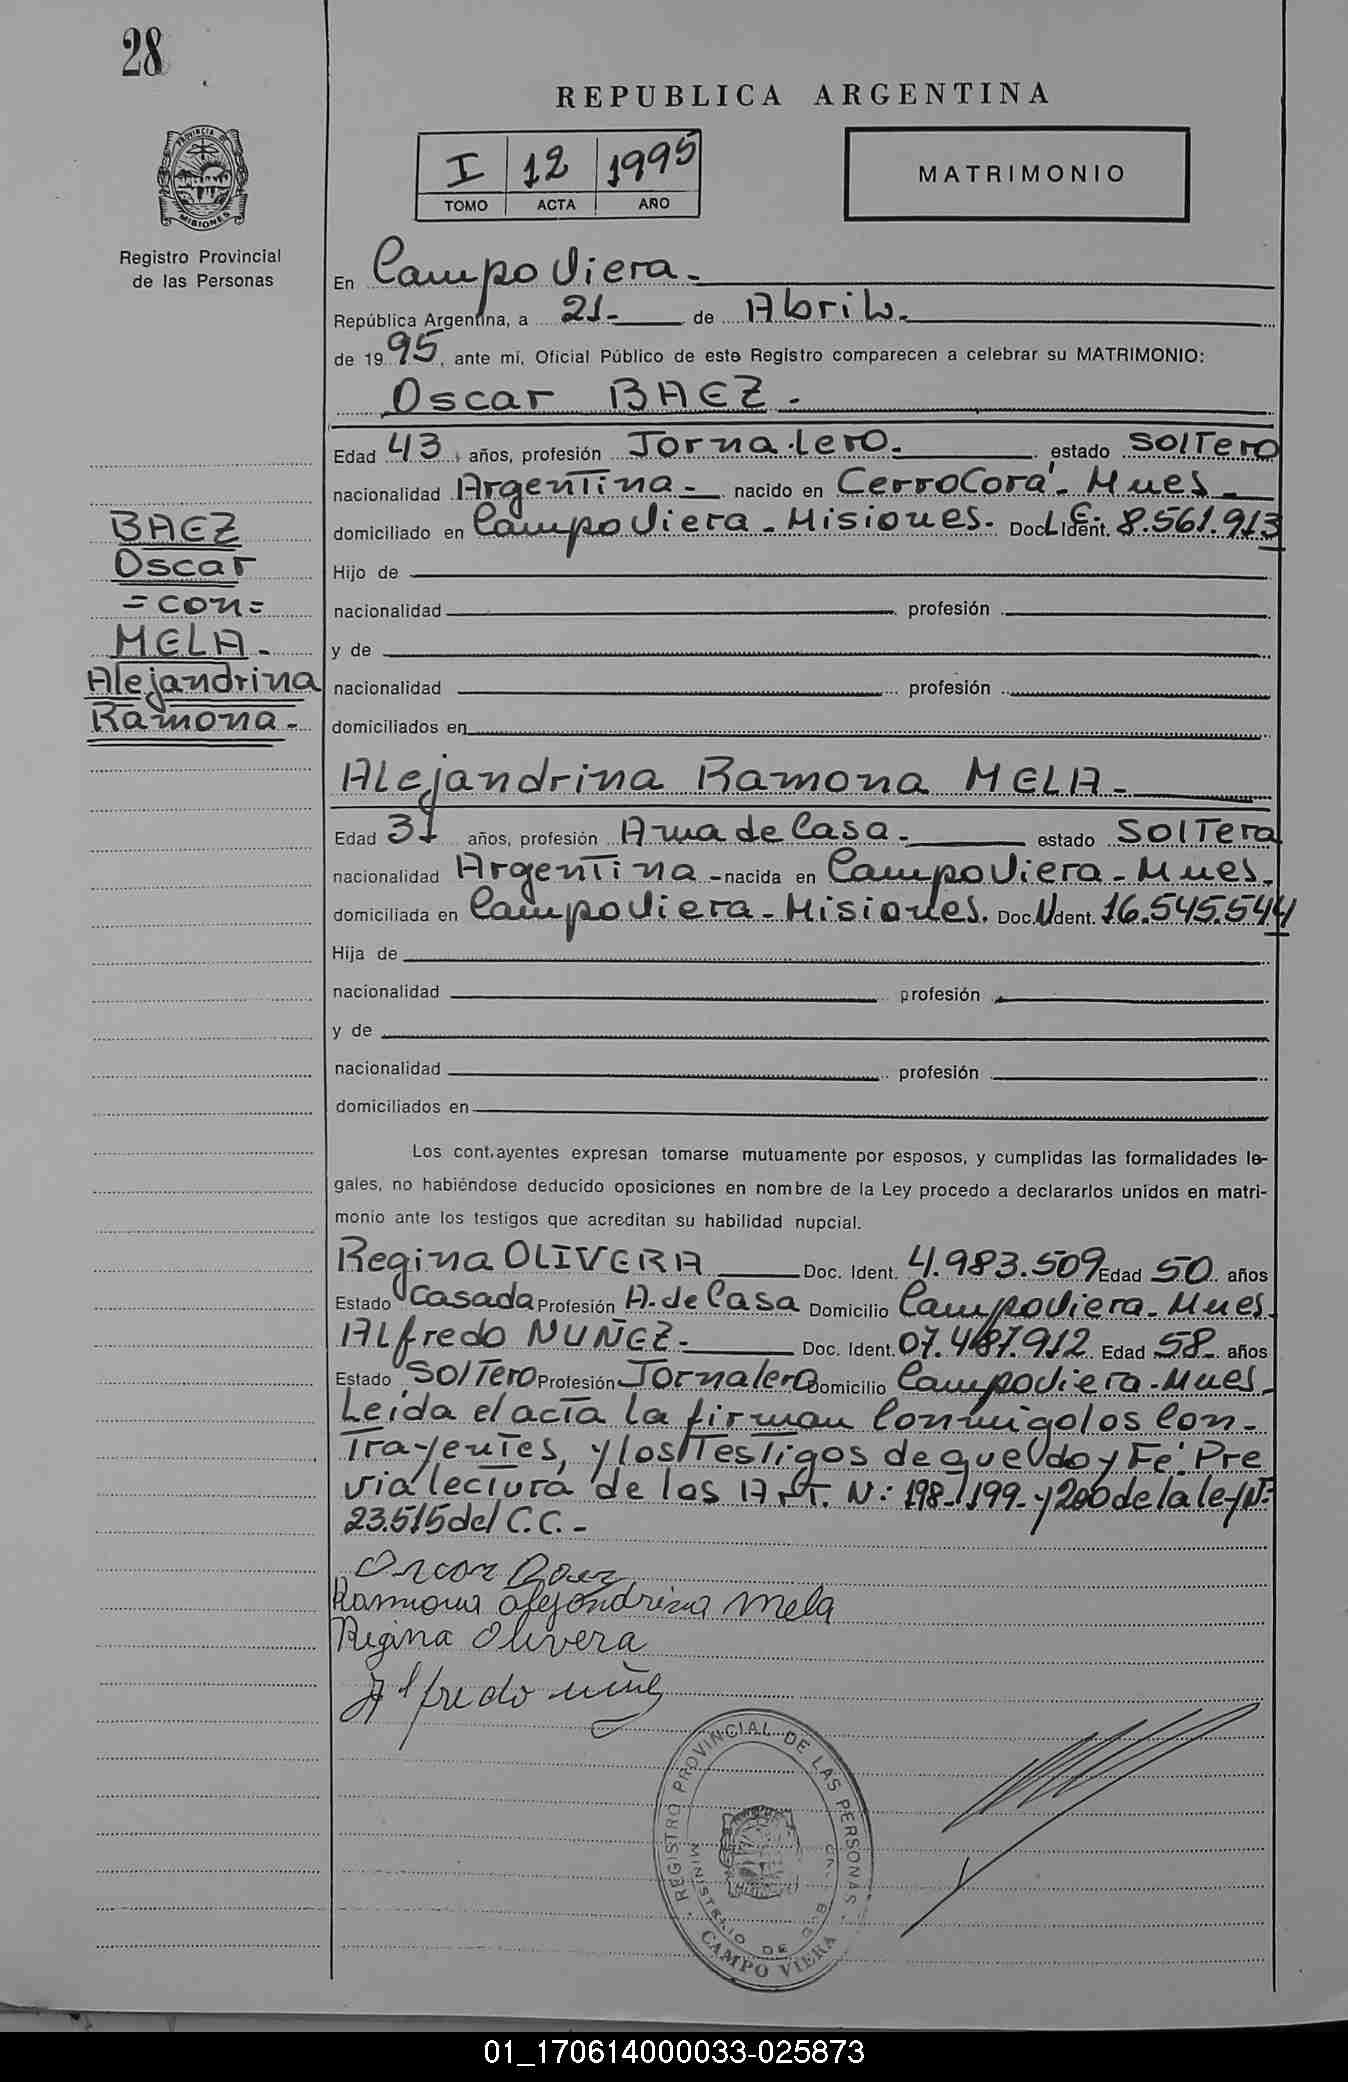 28
REPUBLICA ARGENTINA
I 12 1995
TOMO ACTA AÑO
MATRIMONIO
PROVINCIA DE MISIONES
Registro Provincial
de las Personas
En Campo Viera.-
República Argentina, a 21.- de Abril.-
de 19 95, ante mí, Oficial Público de este Registro comparecen a celebrar su MATRIMONIO:
Oscar BAEZ.-
Edad 43 años, profesión Jornalero.- estado Soltero
nacionalidad Argentina.- nacido en Cerro Corá.- Mnes.-
domiciliado en Campo Viera.- Misiones. Doc. Ident. L.E. 8.561.913
Hijo de
nacionalidad profesión
y de
nacionalidad profesión
domiciliados en
BAEZ
Oscar
=con=
MELA.-
Alejandrina
Ramona.-
Alejandrina Ramona MELA.-
Edad 31 años, profesión Ama de Casa.- estado Soltera
nacionalidad Argentina.- nacida en Campo Viera.- Mnes.-
domiciliada en Campo Viera.- Misiones. Doc. Ident. 16.545.544
Hija de
nacionalidad profesión
y de
nacionalidad profesión
domiciliados en
Los contrayentes expresan tomarse mutuamente por esposos, y cumplidas las formalidades le-
gales, no habiéndose deducido oposiciones en nombre de la Ley procedo a declararlos unidos en matri-
monio ante los testigos que acreditan su habilidad nupcial.
Regina OLIVERA Doc. Ident. 4.983.509 Edad 50 años
Estado Casada Profesión A. de Casa Domicilio Campo Viera.- Mnes.
Alfredo NUÑEZ.- Doc. Ident. 07.487.912 Edad 58 años
Estado Soltero Profesión Jornalero Domicilio Campo Viera.- Mnes.
Leída el acta la firman conmigo los con-
trayentes, y los testigos de que doy Fé. Pre
via lectura de los Art. N: 198-199- y 200 de la ley N:
23.515 del C.C.-
Oscar Baez
Ramona Alejandrina Mela
Regina Olivera
Alfredo nuñez
REGISTRO PROVINCIAL DE LAS PERSONAS
MINISTERIO DE GOB
CAMPO VIERA
01_170614000033-025873